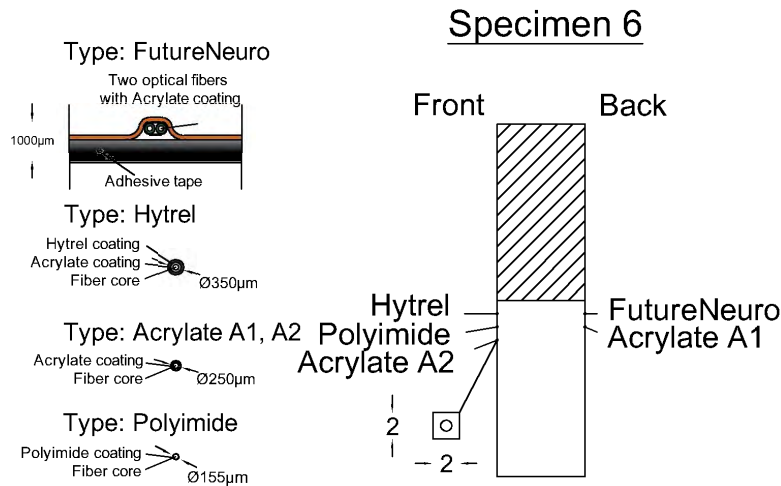 Specimen 6
Type: FutureNeuro
Two optical fibers
with Acrylate coating
1000µm
Adhesive tape
Type: Hytrel
Hytrel coating
Acrylate coating
Fiber core
Ø350µm
Type: Acrylate A1, A2
Acrylate coating
Fiber core
Ø250µm
Type: Polyimide
Polyimide coating
Fiber core
Ø155µm
Front
Back
Hytrel
Polyimide
Acrylate A2
FutureNeuro
Acrylate A1
2
2